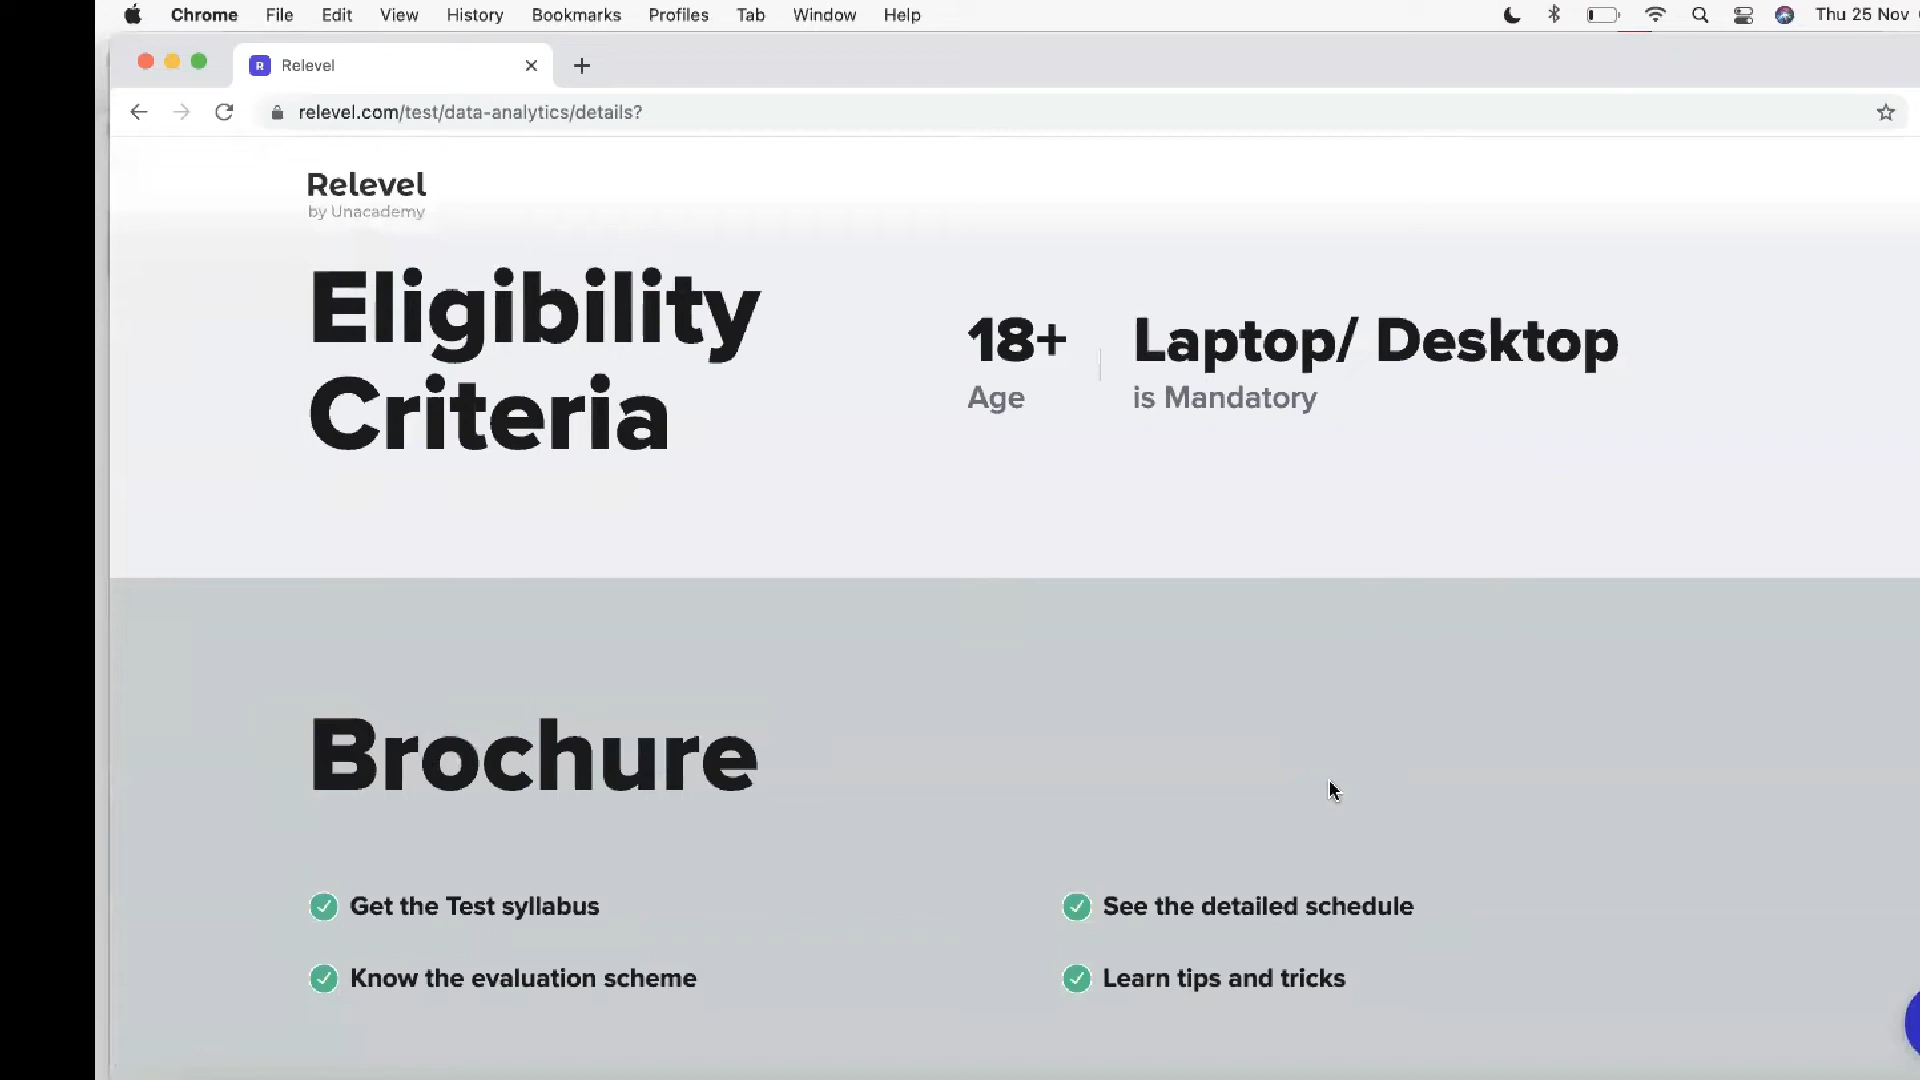 Chrome File Edit View History Bookmarks Profiles Tab Window Help Thu 25 Nov
Relevel
relevel.com/test/data-analytics/details?
Relevel
by Unacademy
Eligibility
Criteria
18+
Age
Laptop/ Desktop
is Mandatory
Brochure
Get the Test syllabus
See the detailed schedule
Know the evaluation scheme
Learn tips and tricks